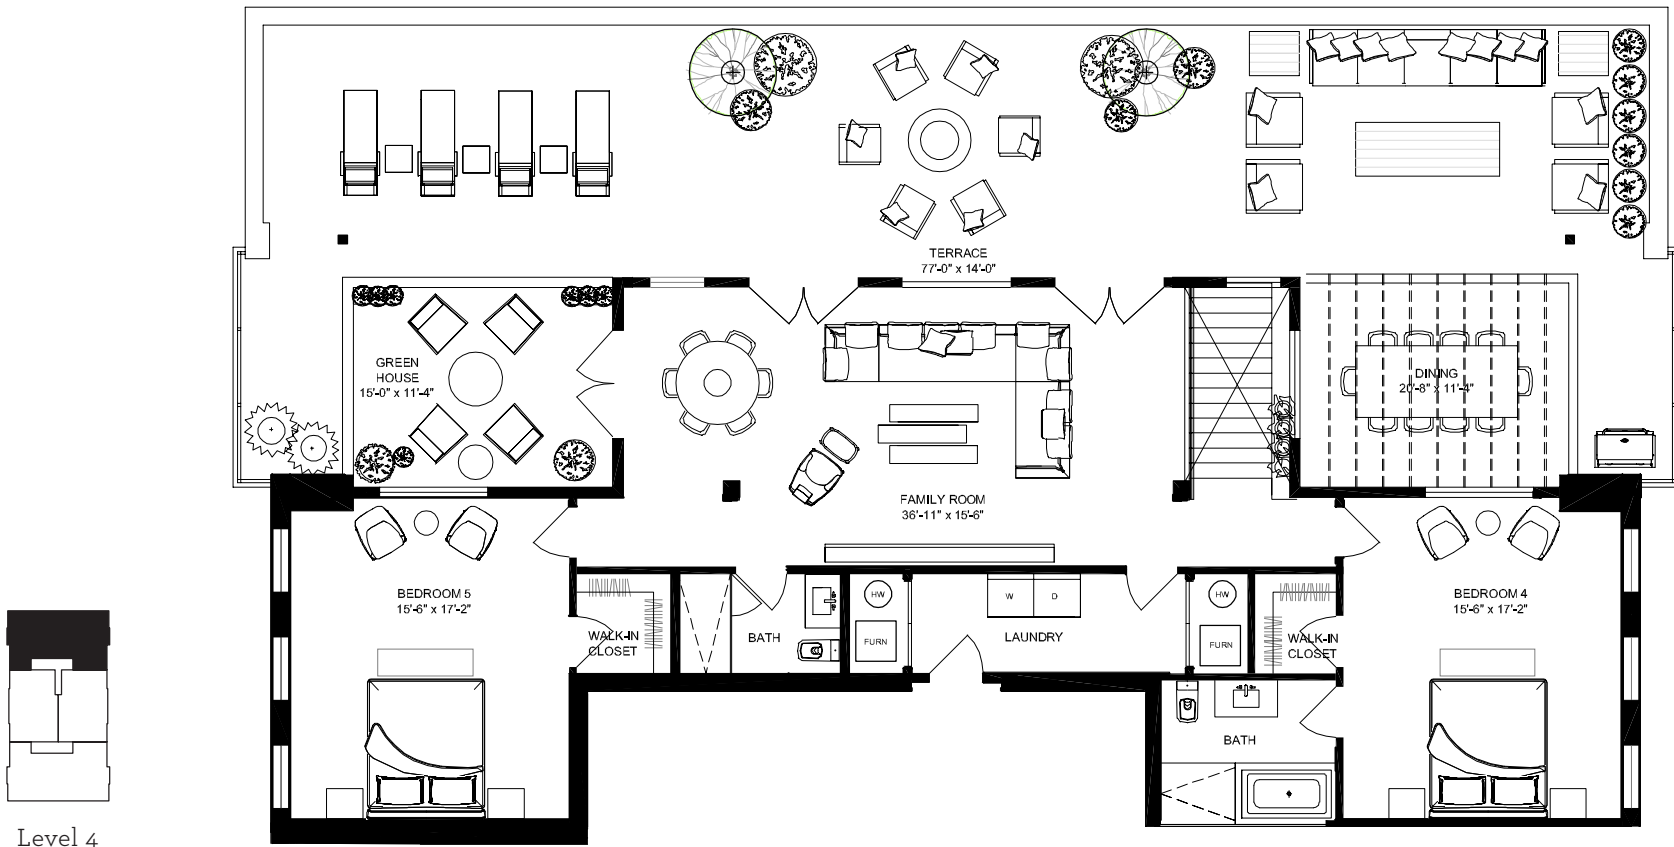 TERRACE
77'-0" x 14'-0"
GREEN
HOUSE
15'-0" x 11'-4"
DINING
20'-8" x 11'-4"
FAMILY ROOM
36'-11" x 15'-6"
BEDROOM 5
15'-6" x 17'-2"
BEDROOM 4
15'-6" x 17'-2"
WALK-IN
CLOSET
BATH
HW
FURN
W
D
LAUNDRY
HW
FURN
WALK-IN
CLOSET
BATH
Level 4